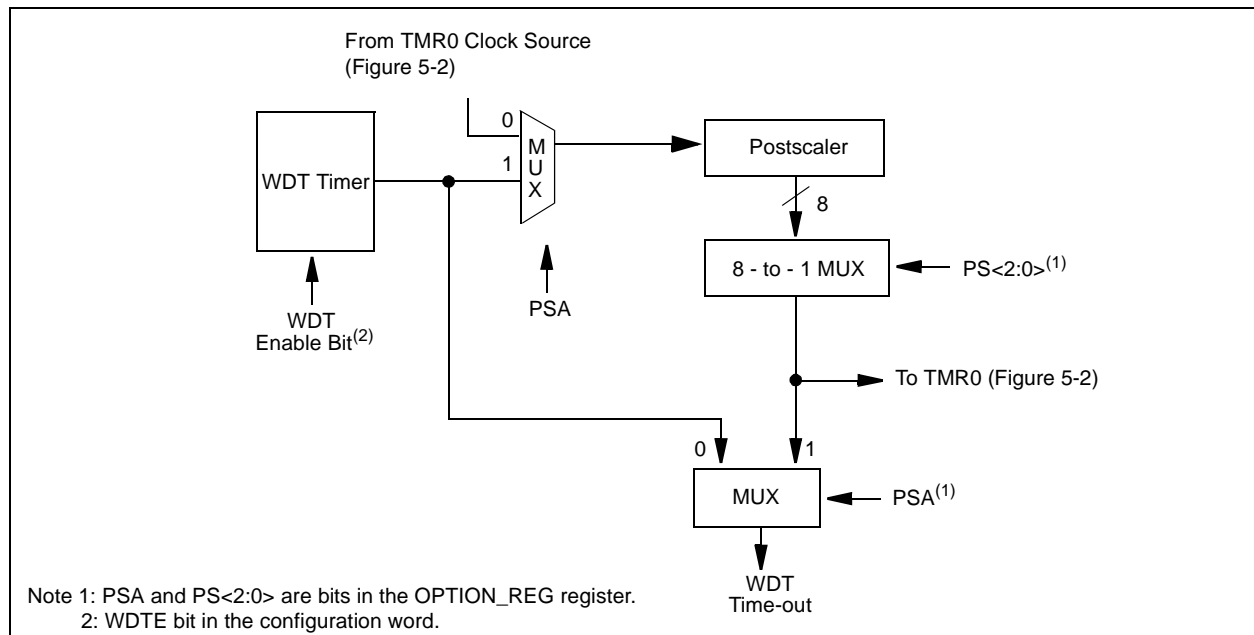 From TMR0 Clock Source
(Figure 5-2)
0
1
M
U
X
WDT Timer
Postscaler
8
8 - to - 1 MUX
PS<2:0>(1)
WDT
Enable Bit(2)
PSA
To TMR0 (Figure 5-2)
0
1
MUX
PSA(1)
WDT
Time-out
Note 1: PSA and PS<2:0> are bits in the OPTION_REG register.
2: WDTE bit in the configuration word.